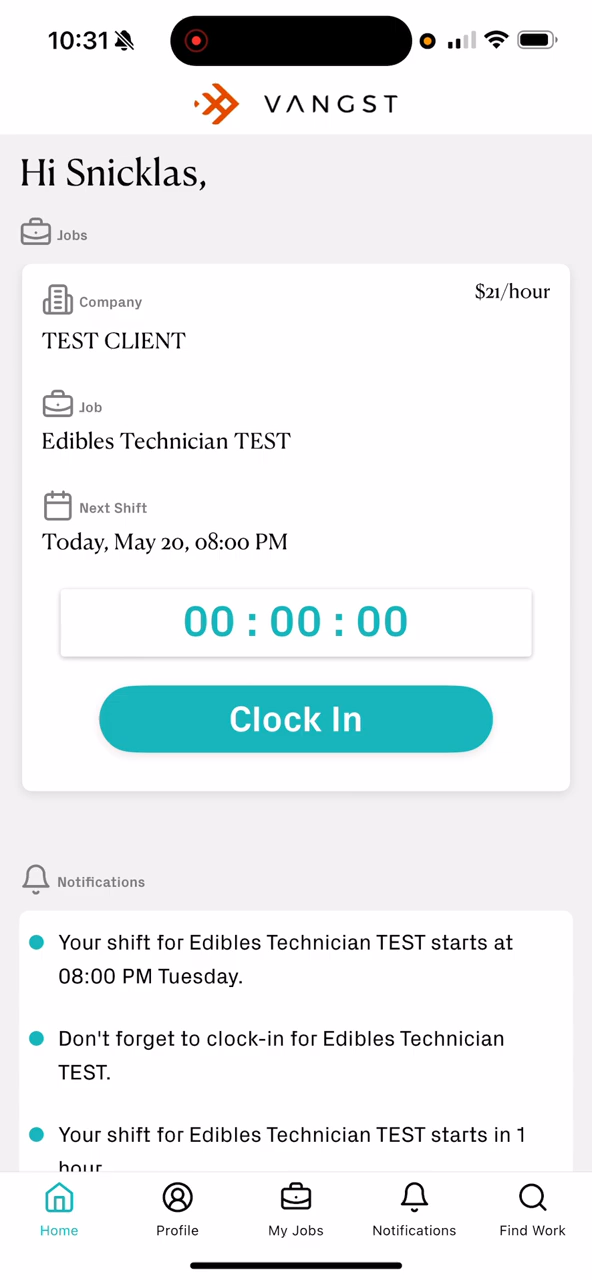 10:31
VANGST
Hi Snicklas,
Jobs
Company
$21/hour
TEST CLIENT
Job
Edibles Technician TEST
Next Shift
Today, May 20, 08:00 PM
00 : 00 : 00
Clock In
Notifications
Your shift for Edibles Technician TEST starts at
08:00 PM Tuesday.
Don't forget to clock-in for Edibles Technician
TEST.
Your shift for Edibles Technician TEST starts in 1
hour
Home
Profile
My Jobs
Notifications
Find Work